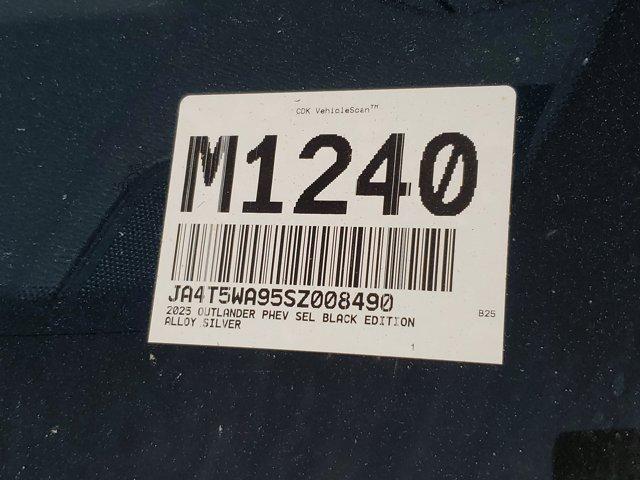 CDK VehicleScan™
M1240
JA4T5WA95SZ008490
2025 OUTLANDER PHEV SEL BLACK EDITION
B25
ALLOY SILVER
1